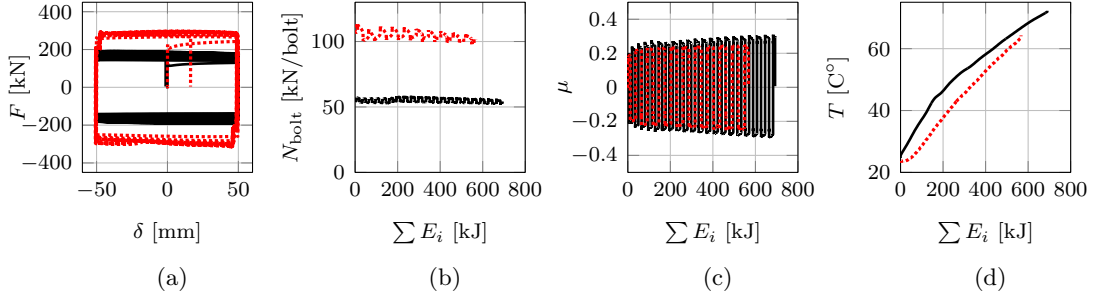 400
200
0
−200
−400
F [kN]
−50 0 50
δ [mm]
(a)
100
50
0
N_bolt [kN/bolt]
0 200 400 600 800
∑ E_i [kJ]
(b)
0.4
0.2
0
−0.2
−0.4
μ
0 200 400 600 800
∑ E_i [kJ]
(c)
60
40
20
T [C°]
0 200 400 600 800
∑ E_i [kJ]
(d)